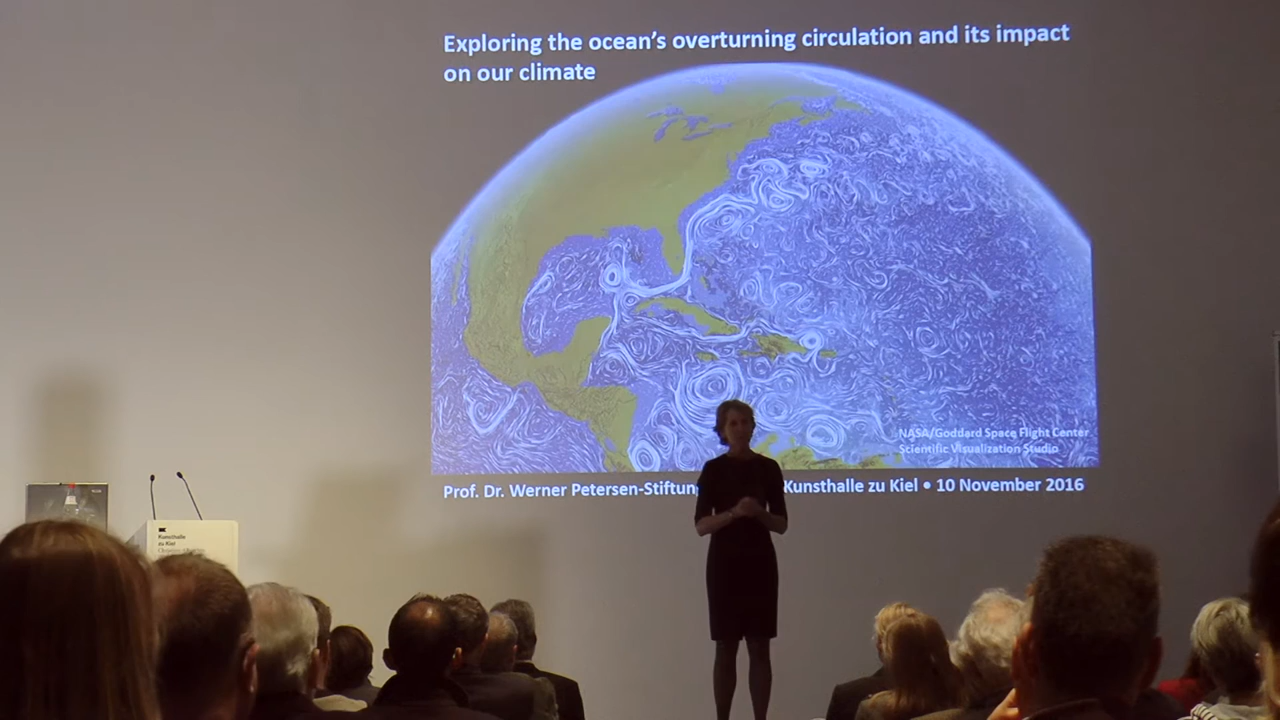 Exploring the ocean's overturning circulation and its impact
on our climate
NASA/Goddard Space Flight Center
Scientific Visualization Studio
Prof. Dr. Werner Petersen-Stiftung Kunsthalle zu Kiel • 10 November 2016
Kunsthalle
zu Kiel